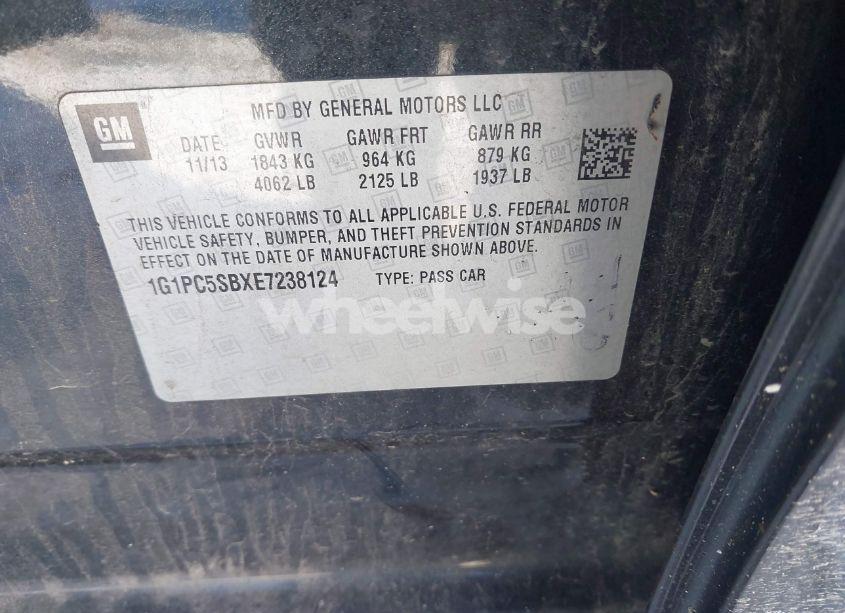 GM
MFD BY GENERAL MOTORS LLC
DATE GVWR GAWR FRT GAWR RR
11/13 1843 KG 964 KG 879 KG
4062 LB 2125 LB 1937 LB
THIS VEHICLE CONFORMS TO ALL APPLICABLE U.S. FEDERAL MOTOR
VEHICLE SAFETY, BUMPER, AND THEFT PREVENTION STANDARDS IN
EFFECT ON THE DATE OF MANUFACTURE SHOWN ABOVE.
1G1PC5SBXE7238124 TYPE: PASS CAR
wheelwise